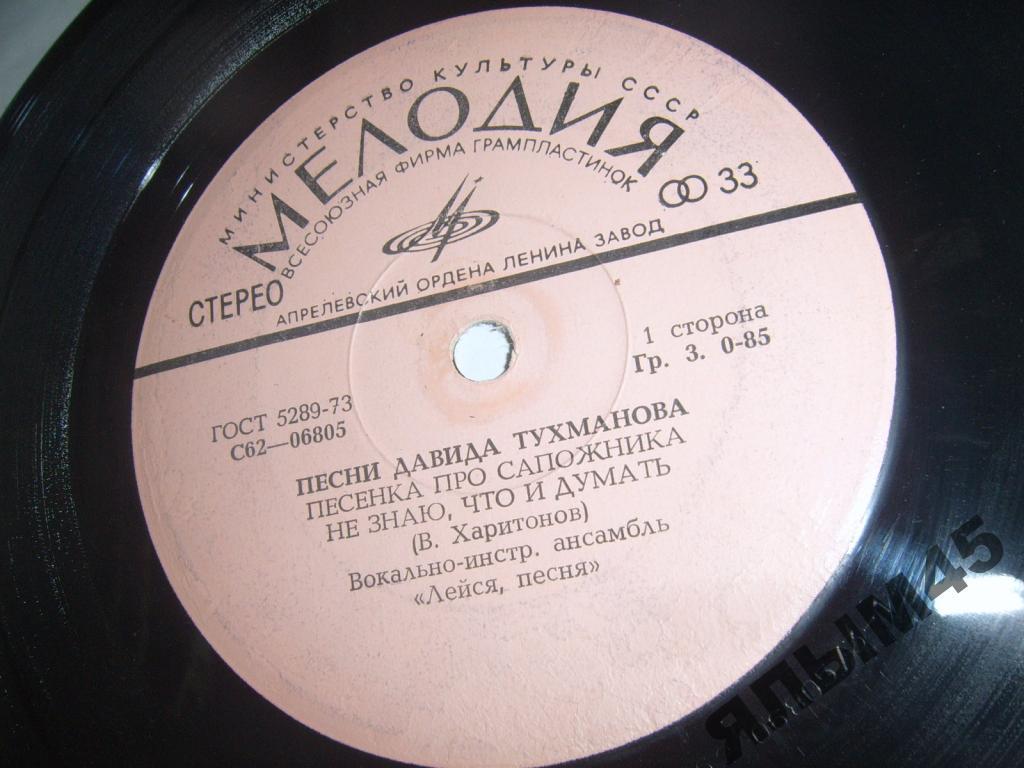 МИНИСТЕРСТВО КУЛЬТУРЫ СССР
МЕЛОДИЯ
ВСЕСОЮЗНАЯ ФИРМА ГРАМПЛАСТИНОК
33
СТЕРЕО
АПРЕЛЕВСКИЙ ОРДЕНА ЛЕНИНА ЗАВОД
1 сторона
Гр. 3. 0-85
ГОСТ 5289-73
С62—06805
ПЕСНИ ДАВИДА ТУХМАНОВА
ПЕСЕНКА ПРО САПОЖНИКА
НЕ ЗНАЮ, ЧТО И ДУМАТЬ
(В. Харитонов)
Вокально-инстр. ансамбль
«Лейся, песня»
ЯПЫМ45